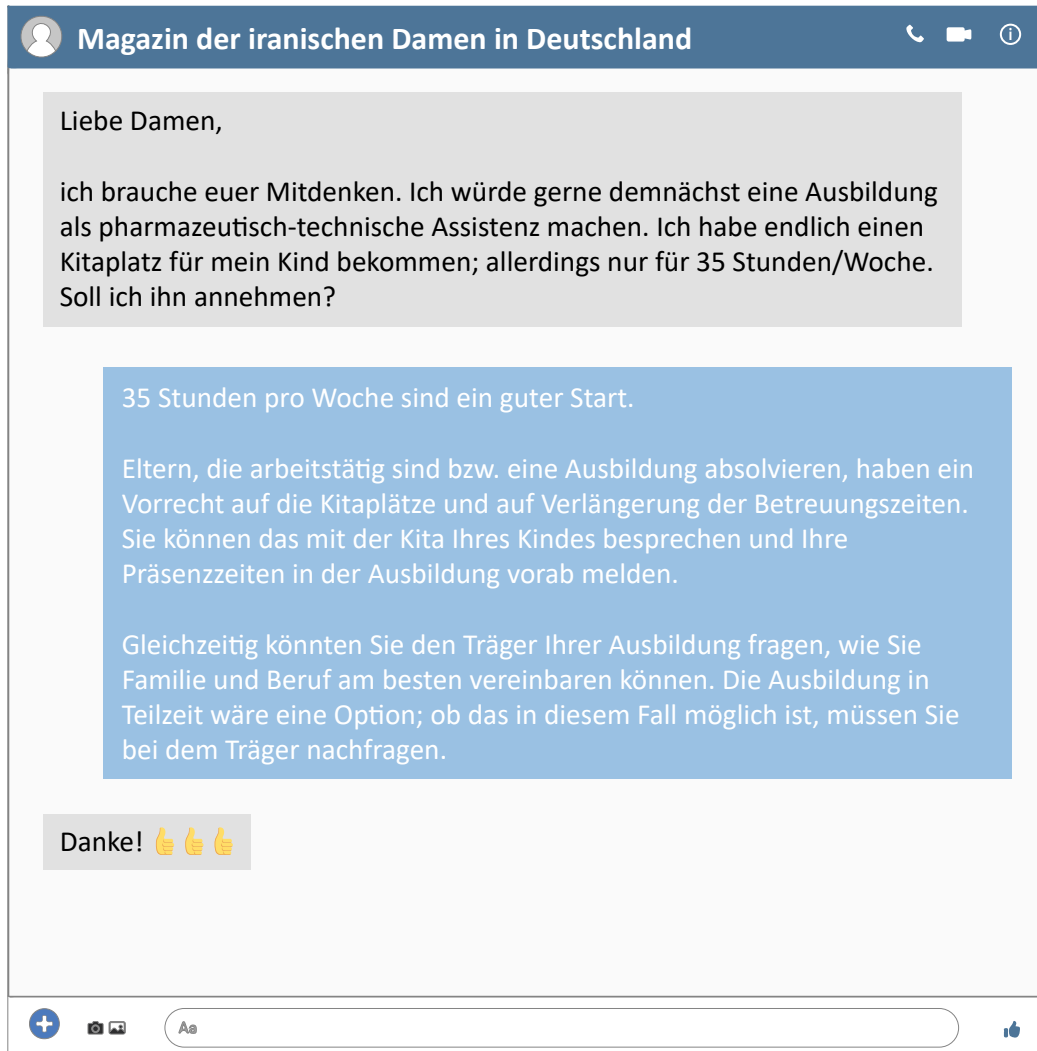 Magazin der iranischen Damen in Deutschland
Liebe Damen,
ich brauche euer Mitdenken. Ich würde gerne demnächst eine Ausbildung
als pharmazeutisch-technische Assistenz machen. Ich habe endlich einen
Kitaplatz für mein Kind bekommen; allerdings nur für 35 Stunden/Woche.
Soll ich ihn annehmen?
35 Stunden pro Woche sind ein guter Start.
Eltern, die arbeitstätig sind bzw. eine Ausbildung absolvieren, haben ein
Vorrecht auf die Kitaplätze und auf Verlängerung der Betreuungszeiten.
Sie können das mit der Kita Ihres Kindes besprechen und Ihre
Präsenzzeiten in der Ausbildung vorab melden.
Gleichzeitig könnten Sie den Träger Ihrer Ausbildung fragen, wie Sie
Familie und Beruf am besten vereinbaren können. Die Ausbildung in
Teilzeit wäre eine Option; ob das in diesem Fall möglich ist, müssen Sie
bei dem Träger nachfragen.
Danke! 👍👍👍
Aa